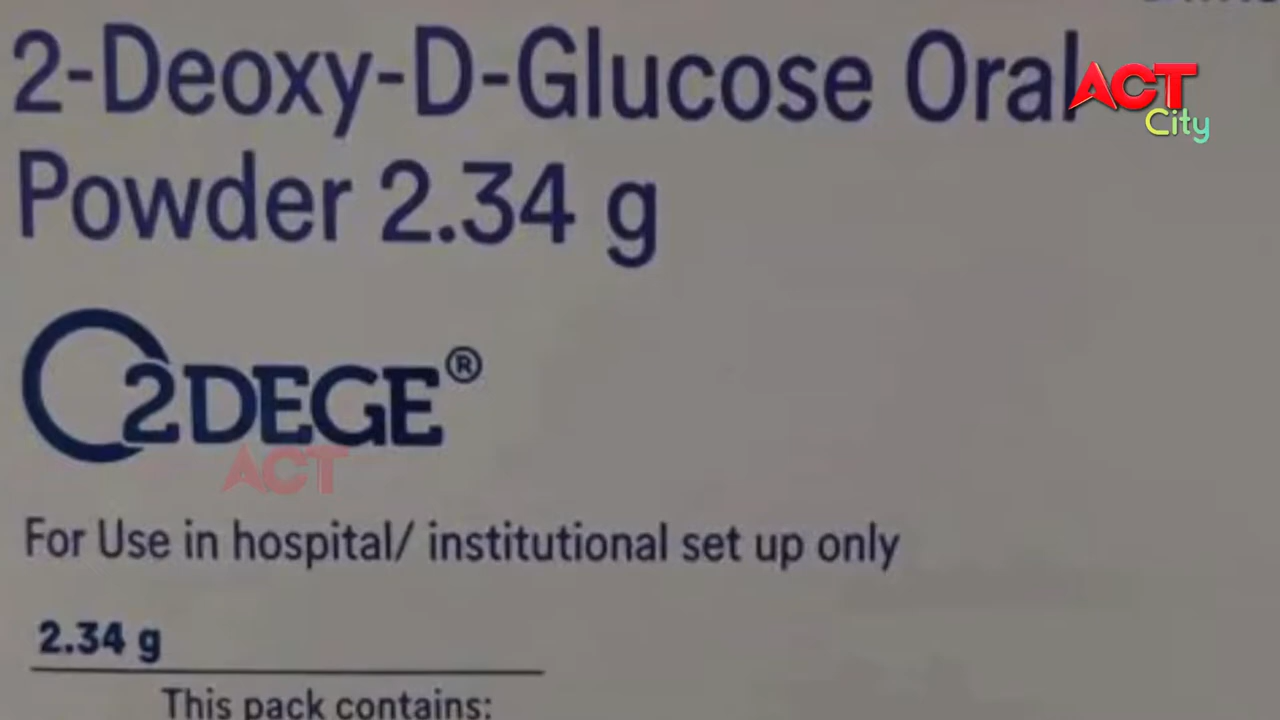 2-Deoxy-D-Glucose Oral
ACT
City
Powder 2.34 g
2DEGE®
ACT
For Use in hospital/ institutional set up only
2.34 g
This pack contains: